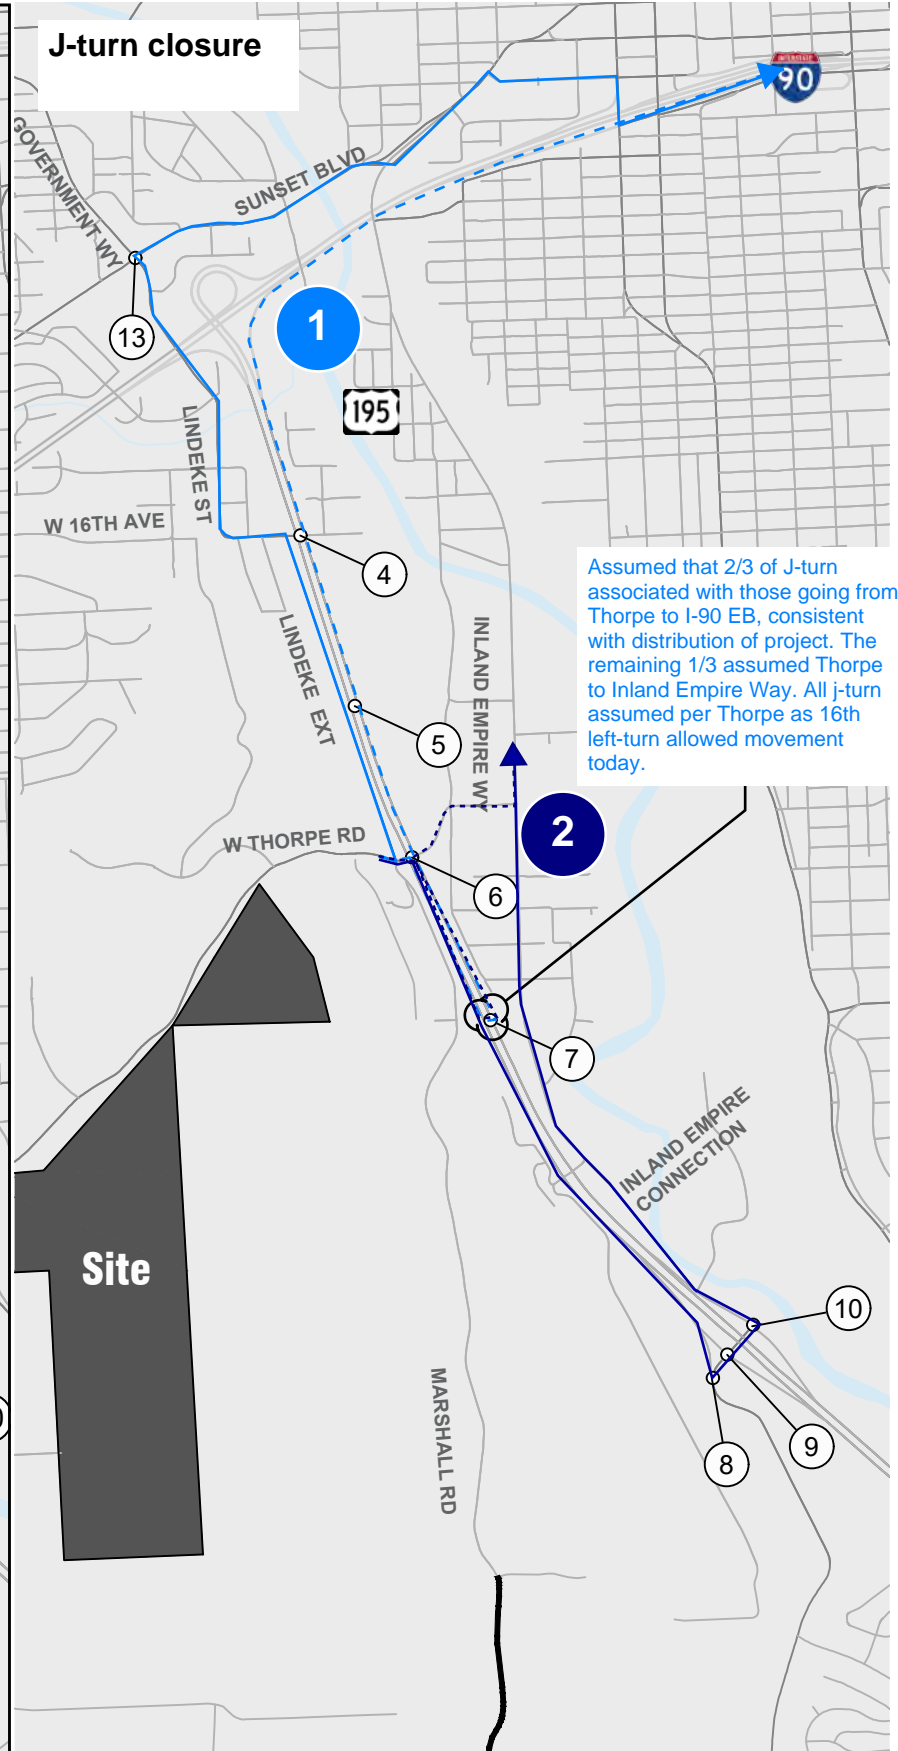 J-turn closure
INTERSTATE
90
GOVERNMENT WY
SUNSET BLVD
13
1
195
LINDEKE ST
W 16TH AVE
4
Assumed that 2/3 of J-turn
associated with those going from
Thorpe to I-90 EB, consistent
with distribution of project. The
remaining 1/3 assumed Thorpe
to Inland Empire Way. All j-turn
assumed per Thorpe as 16th
left-turn allowed movement
today.
LINDEKE EXT
INLAND EMPIRE WY
5
W THORPE RD
2
6
7
INLAND EMPIRE
CONNECTION
Site
10
MARSHALL RD
9
8